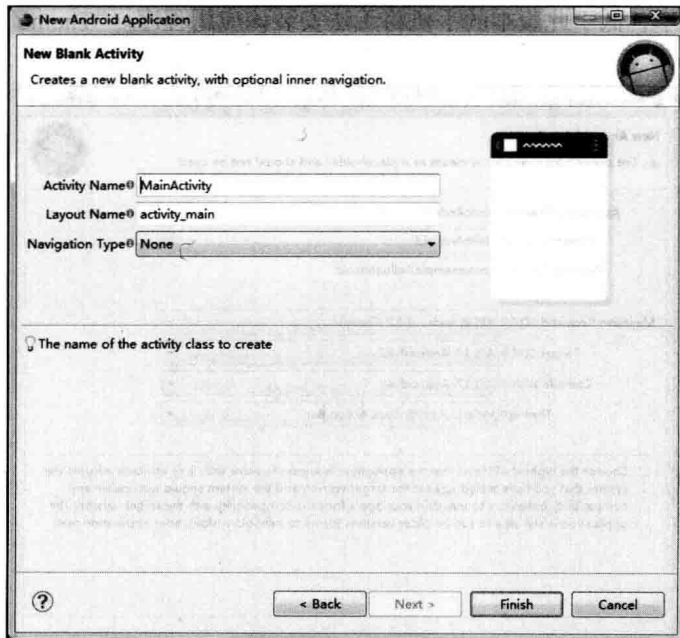 New Android Application
New Blank Activity
Creates a new blank activity, with optional inner navigation.
Activity Name MainActivity
Layout Name activity_main
Navigation Type None
The name of the activity class to create
?
< Back
Next >
Finish
Cancel